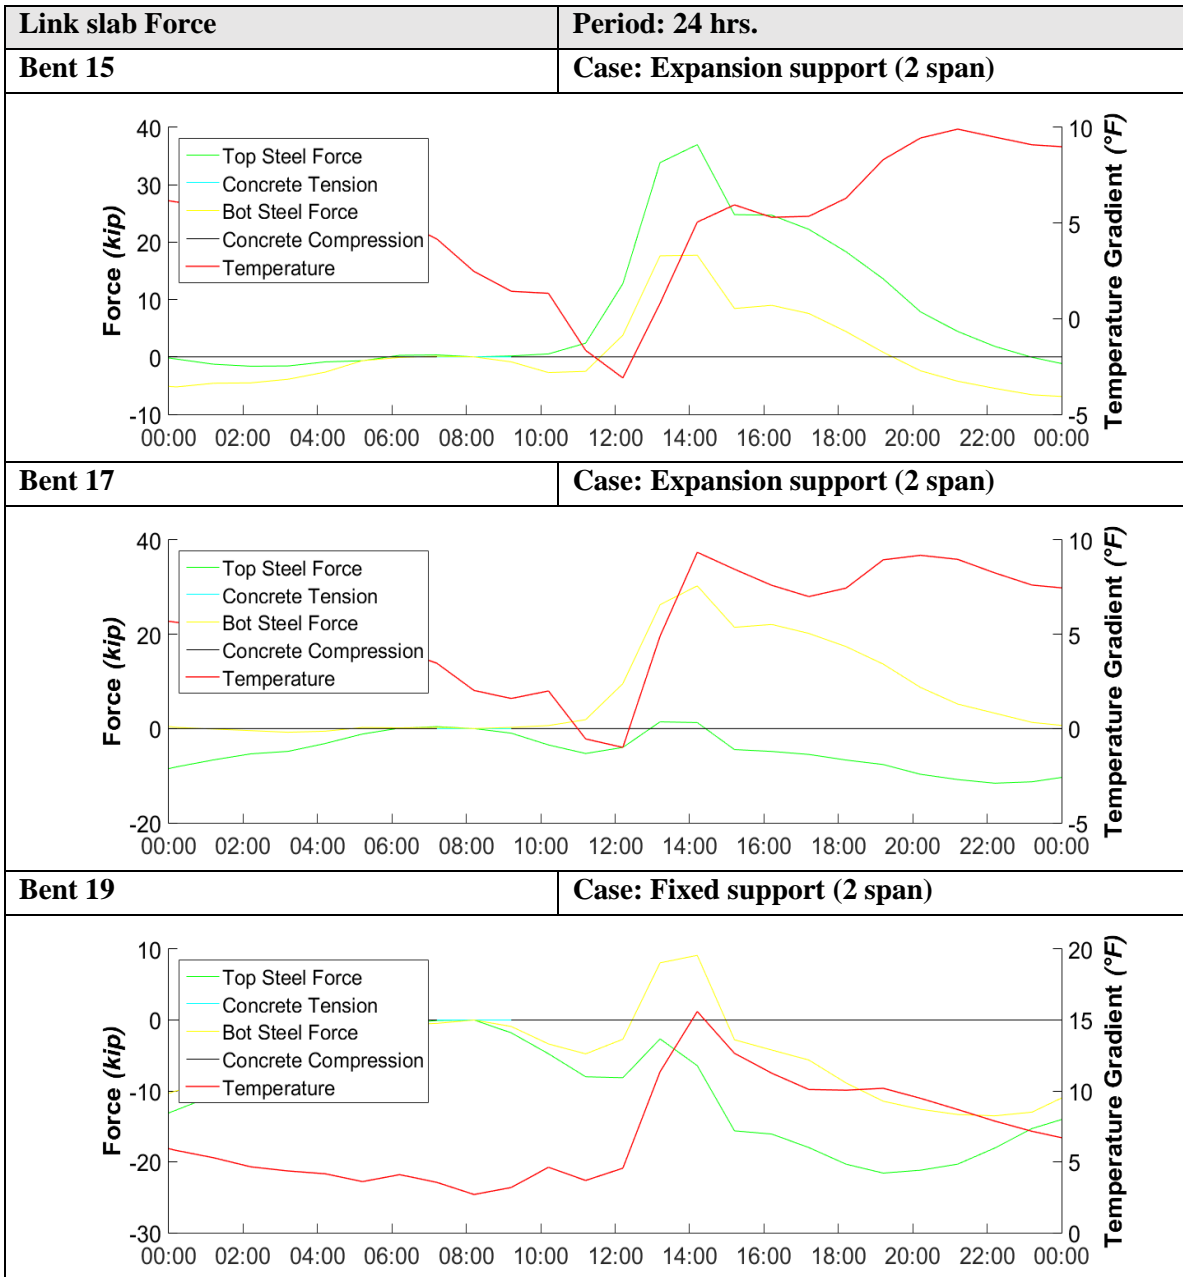 Link slab Force Period: 24 hrs.
Bent 15 Case: Expansion support (2 span)
40
30
20
10
0
-10
Force (kip)
Top Steel Force
Concrete Tension
Bot Steel Force
Concrete Compression
Temperature
10
5
0
-5
Temperature Gradient (°F)
00:00 02:00 04:00 06:00 08:00 10:00 12:00 14:00 16:00 18:00 20:00 22:00 00:00
Bent 17 Case: Expansion support (2 span)
40
20
0
-20
Force (kip)
Top Steel Force
Concrete Tension
Bot Steel Force
Concrete Compression
Temperature
10
5
0
-5
Temperature Gradient (°F)
00:00 02:00 04:00 06:00 08:00 10:00 12:00 14:00 16:00 18:00 20:00 22:00 00:00
Bent 19 Case: Fixed support (2 span)
10
0
-10
-20
-30
Force (kip)
Top Steel Force
Concrete Tension
Bot Steel Force
Concrete Compression
Temperature
20
15
10
5
0
Temperature Gradient (°F)
00:00 02:00 04:00 06:00 08:00 10:00 12:00 14:00 16:00 18:00 20:00 22:00 00:00